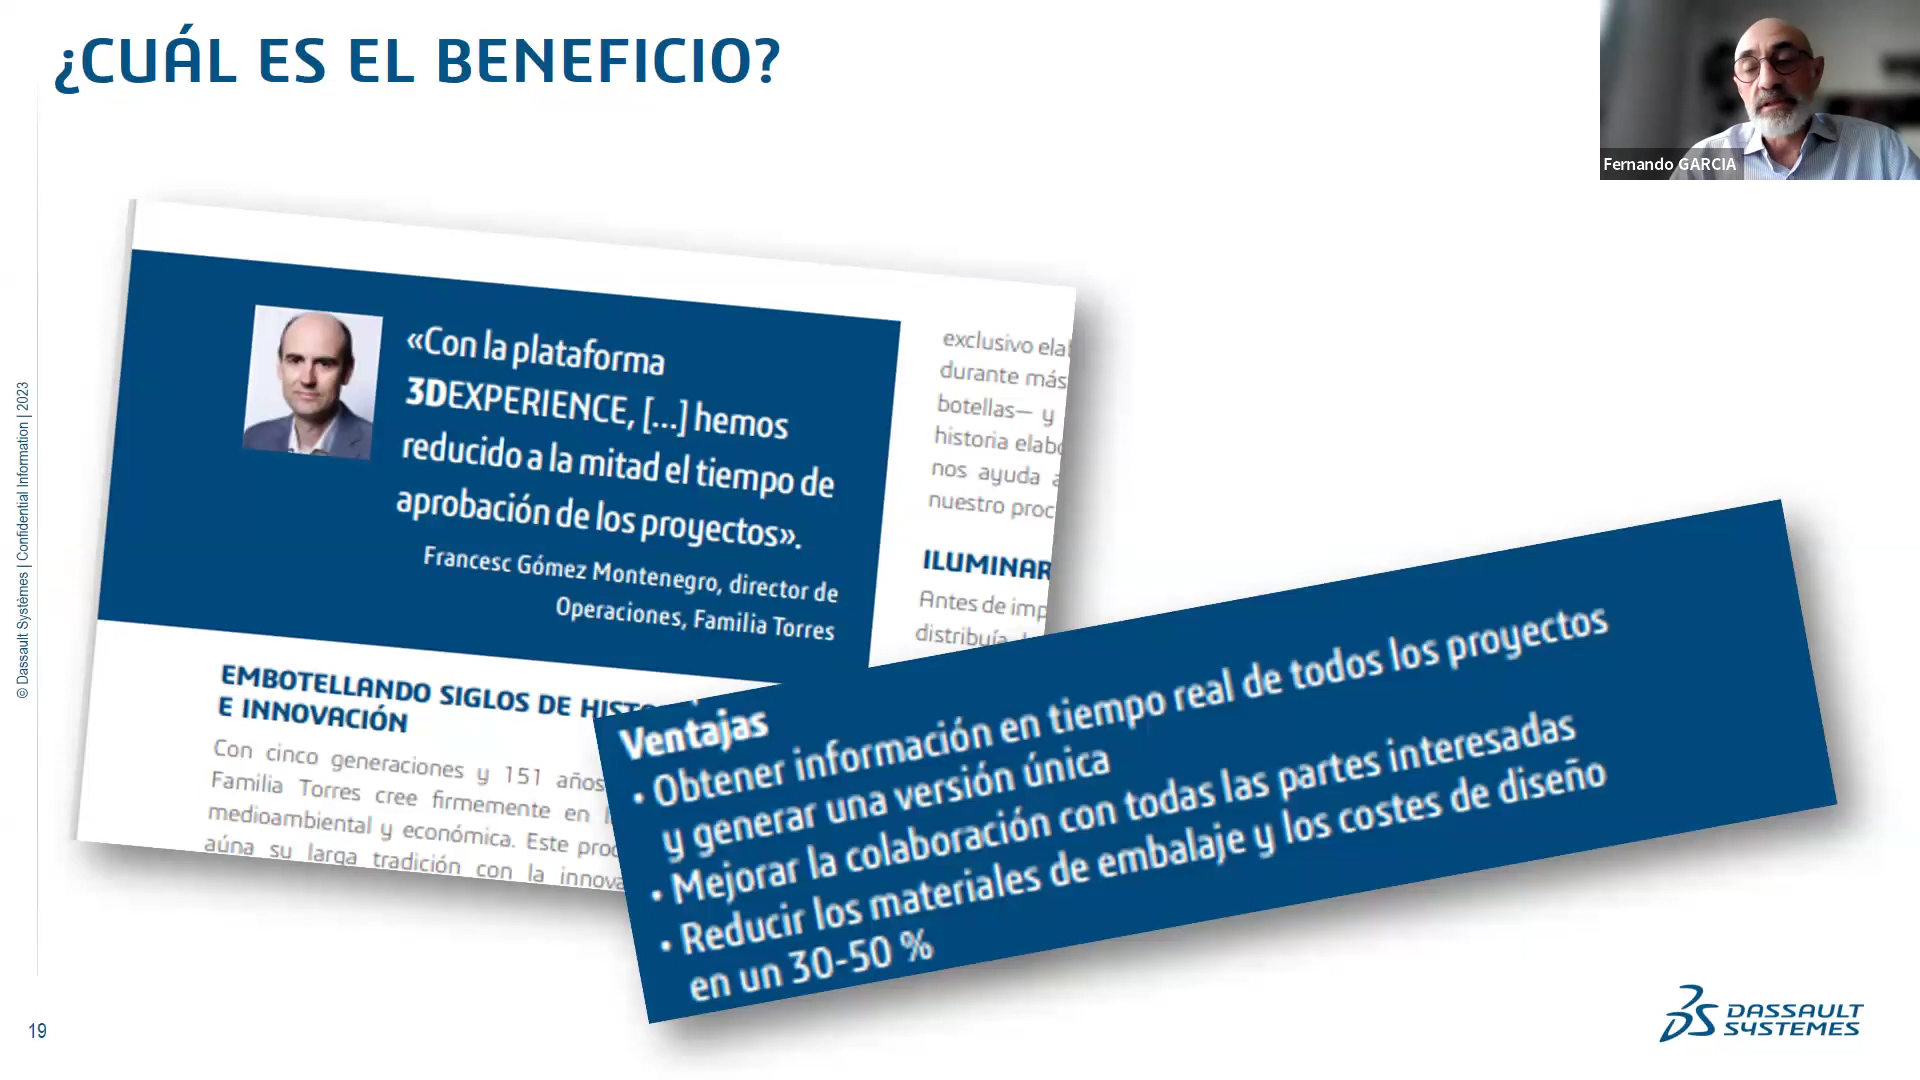 ¿CUÁL ES EL BENEFICIO?
Fernando GARCIA
«Con la plataforma
3DEXPERIENCE, [...] hemos
reducido a la mitad el tiempo de
aprobación de los proyectos».
Francesc Gómez Montenegro, director de
Operaciones, Familia Torres
EMBOTELLANDO SIGLOS DE
E INNOVACIÓN
Con cinco generaciones y 151 años
Familia Torres cree firmemente en
medioambiental y económica. Este
aúna su larga tradición con la
exclusivo
durante más
botellas— y
historia
nos ayuda
nuestro
ILUMINAR
Antes de
distribuía
Ventajas
• Obtener información en tiempo real de todos los proyectos
y generar una versión única
• Mejorar la colaboración con todas las partes interesadas
• Reducir los materiales de embalaje y los costes de diseño
en un 30-50 %
© Dassault Systèmes | Confidential Information | 2023
19
DASSAULT
SYSTEMES